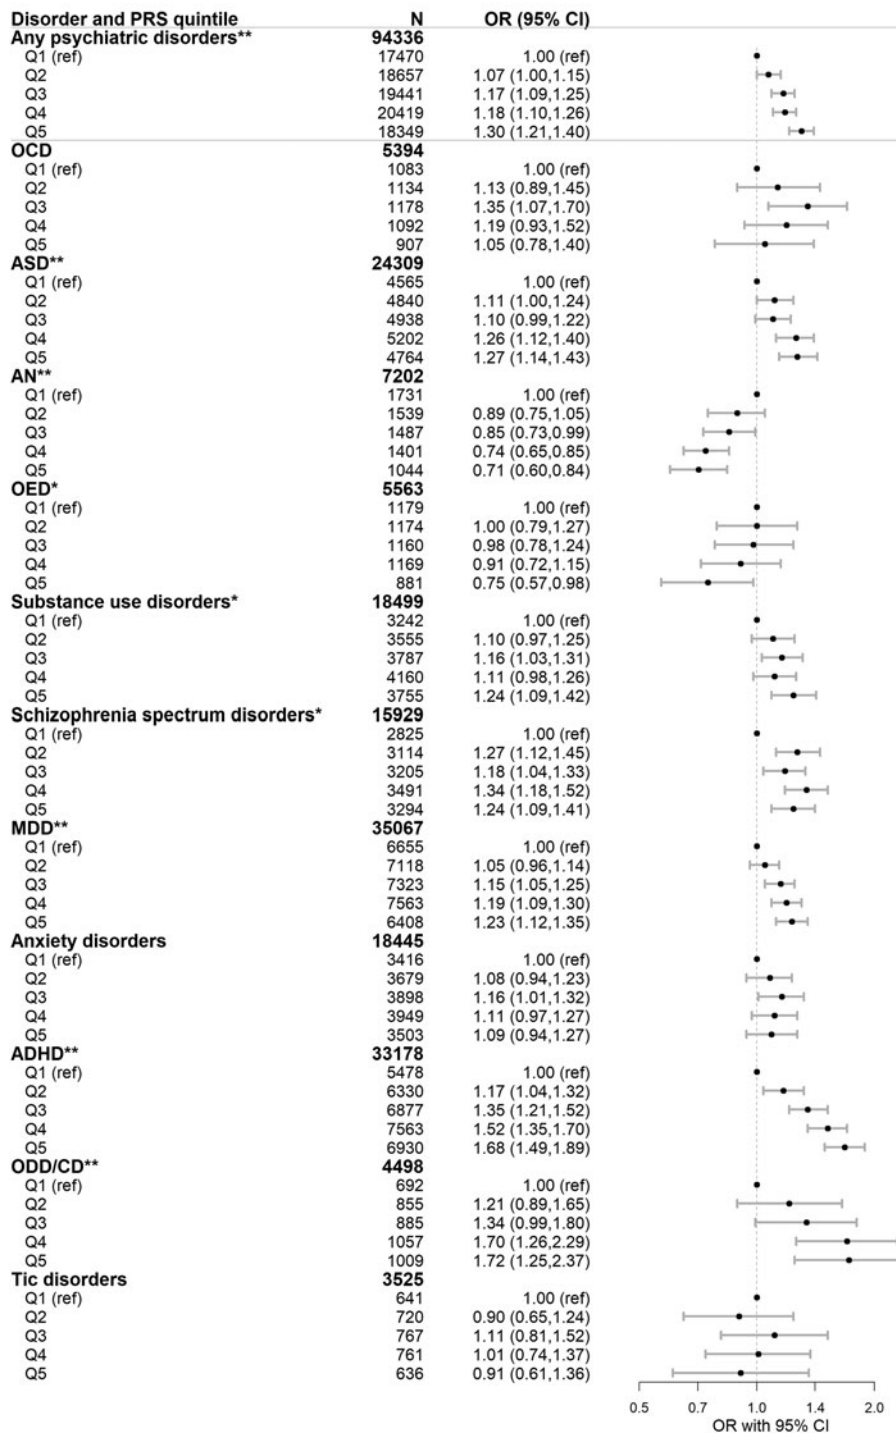 Disorder and PRS quintile N OR (95% CI)
Any psychiatric disorders** 94336
Q1 (ref) 17470 1.00 (ref)
Q2 18657 1.07 (1.00,1.15)
Q3 19441 1.17 (1.09,1.25)
Q4 20419 1.18 (1.10,1.26)
Q5 18349 1.30 (1.21,1.40)
OCD 5394
Q1 (ref) 1083 1.00 (ref)
Q2 1134 1.13 (0.89,1.45)
Q3 1178 1.35 (1.07,1.70)
Q4 1092 1.19 (0.93,1.52)
Q5 907 1.05 (0.78,1.40)
ASD** 24309
Q1 (ref) 4565 1.00 (ref)
Q2 4840 1.11 (1.00,1.24)
Q3 4938 1.10 (0.99,1.22)
Q4 5202 1.26 (1.12,1.40)
Q5 4764 1.27 (1.14,1.43)
AN** 7202
Q1 (ref) 1731 1.00 (ref)
Q2 1539 0.89 (0.75,1.05)
Q3 1487 0.85 (0.73,0.99)
Q4 1401 0.74 (0.65,0.85)
Q5 1044 0.71 (0.60,0.84)
OED* 5563
Q1 (ref) 1179 1.00 (ref)
Q2 1174 1.00 (0.79,1.27)
Q3 1160 0.98 (0.78,1.24)
Q4 1169 0.91 (0.72,1.15)
Q5 881 0.75 (0.57,0.98)
Substance use disorders* 18499
Q1 (ref) 3242 1.00 (ref)
Q2 3555 1.10 (0.97,1.25)
Q3 3787 1.16 (1.03,1.31)
Q4 4160 1.11 (0.98,1.26)
Q5 3755 1.24 (1.09,1.42)
Schizophrenia spectrum disorders* 15929
Q1 (ref) 2825 1.00 (ref)
Q2 3114 1.27 (1.12,1.45)
Q3 3205 1.18 (1.04,1.33)
Q4 3491 1.34 (1.18,1.52)
Q5 3294 1.24 (1.09,1.41)
MDD** 35067
Q1 (ref) 6655 1.00 (ref)
Q2 7118 1.05 (0.96,1.14)
Q3 7323 1.15 (1.05,1.25)
Q4 7563 1.19 (1.09,1.30)
Q5 6408 1.23 (1.12,1.35)
Anxiety disorders 18445
Q1 (ref) 3416 1.00 (ref)
Q2 3679 1.08 (0.94,1.23)
Q3 3898 1.16 (1.01,1.32)
Q4 3949 1.11 (0.97,1.27)
Q5 3503 1.09 (0.94,1.27)
ADHD** 33178
Q1 (ref) 5478 1.00 (ref)
Q2 6330 1.17 (1.04,1.32)
Q3 6877 1.35 (1.21,1.52)
Q4 7563 1.52 (1.35,1.70)
Q5 6930 1.68 (1.49,1.89)
ODD/CD** 4498
Q1 (ref) 692 1.00 (ref)
Q2 855 1.21 (0.89,1.65)
Q3 885 1.34 (0.99,1.80)
Q4 1057 1.70 (1.26,2.29)
Q5 1009 1.72 (1.25,2.37)
Tic disorders 3525
Q1 (ref) 641 1.00 (ref)
Q2 720 0.90 (0.65,1.24)
Q3 767 1.11 (0.81,1.52)
Q4 761 1.01 (0.74,1.37)
Q5 636 0.91 (0.61,1.36)
0.5 0.7 1.0 1.4 2.0
OR with 95% CI